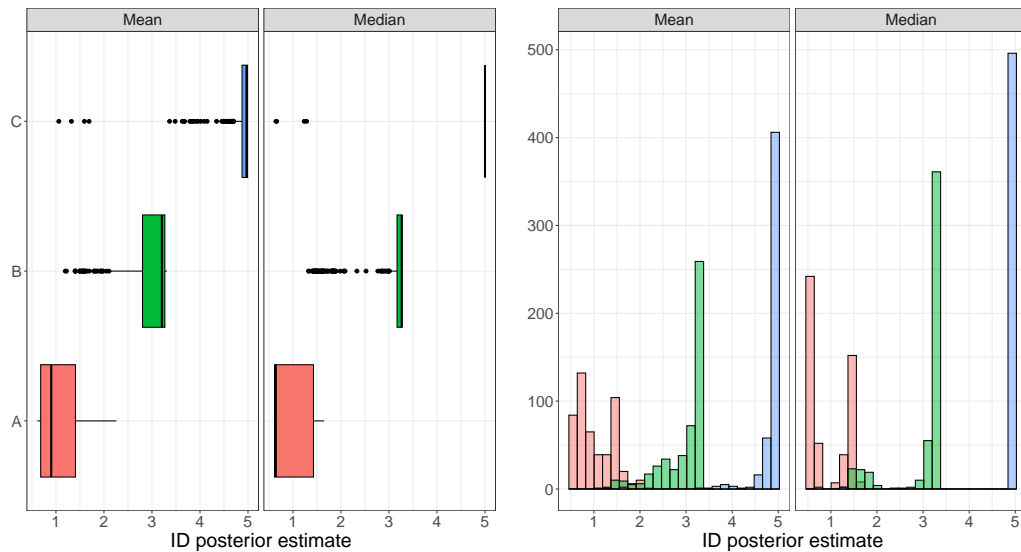 Mean Median
C
B
A
1 2 3 4 5 1 2 3 4 5
ID posterior estimate
Mean Median
500
400
300
200
100
0
1 2 3 4 5 1 2 3 4 5
ID posterior estimate